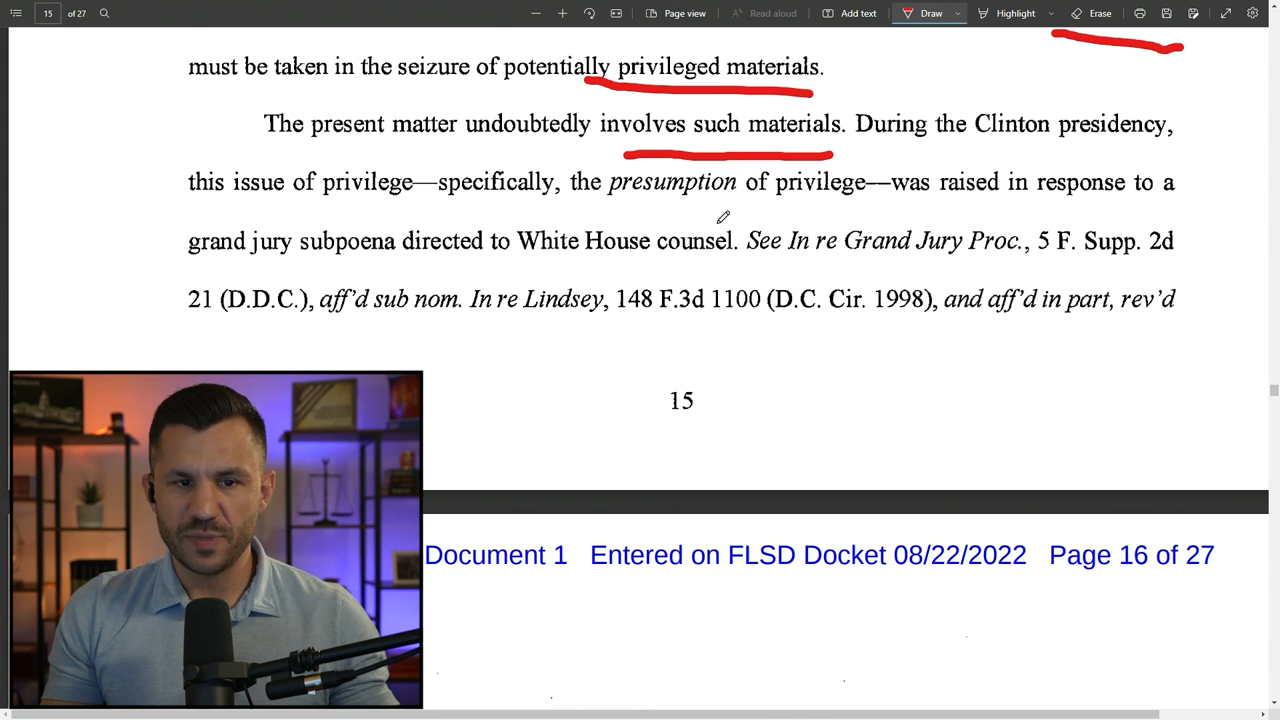 15 of 27 Page view Read aloud Add text Draw Highlight Erase
must be taken in the seizure of potentially privileged materials.
The present matter undoubtedly involves such materials. During the Clinton presidency,
this issue of privilege—specifically, the presumption of privilege—was raised in response to a
grand jury subpoena directed to White House counsel. See In re Grand Jury Proc., 5 F. Supp. 2d
21 (D.D.C.), aff’d sub nom. In re Lindsey, 148 F.3d 1100 (D.C. Cir. 1998), and aff’d in part, rev’d
15
Document 1 Entered on FLSD Docket 08/22/2022 Page 16 of 27